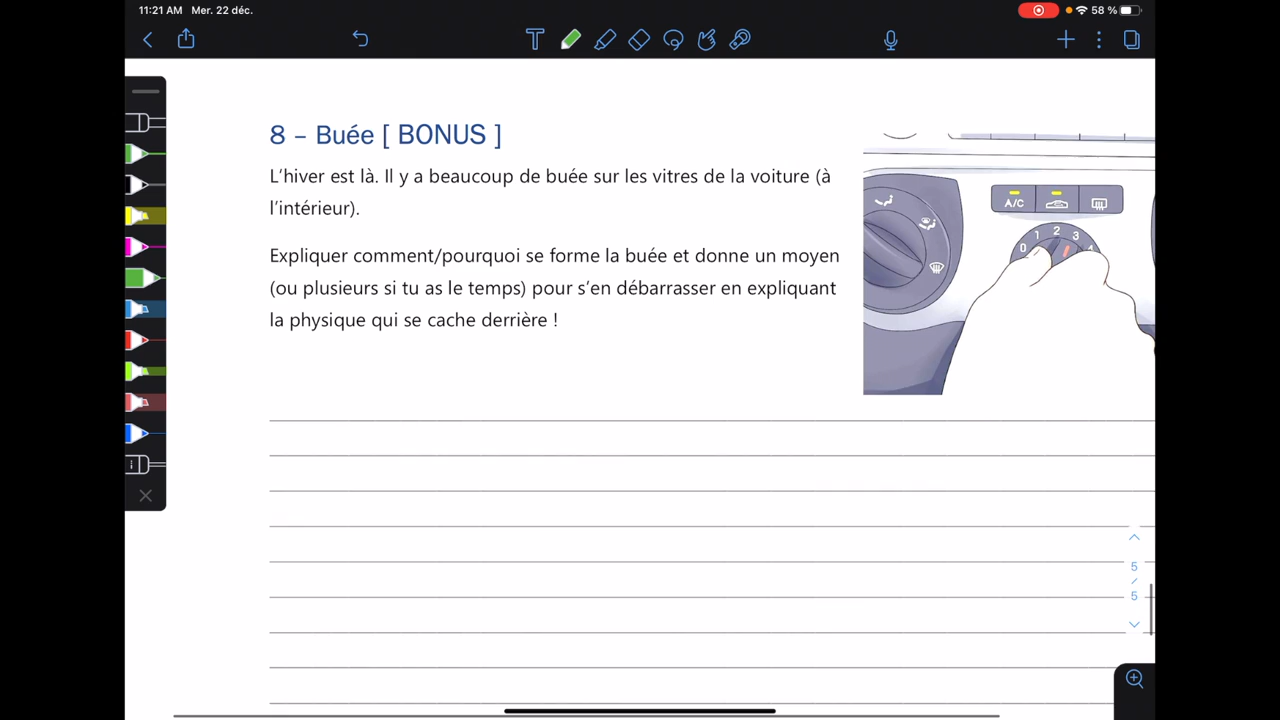 11:21 AM Mer. 22 déc.
58 %
8 – Buée [ BONUS ]
L’hiver est là. Il y a beaucoup de buée sur les vitres de la voiture (à
l’intérieur).
Expliquer comment/pourquoi se forme la buée et donne un moyen
(ou plusieurs si tu as le temps) pour s’en débarrasser en expliquant
la physique qui se cache derrière !
A/C
0 1 2 3 4
5
/
5